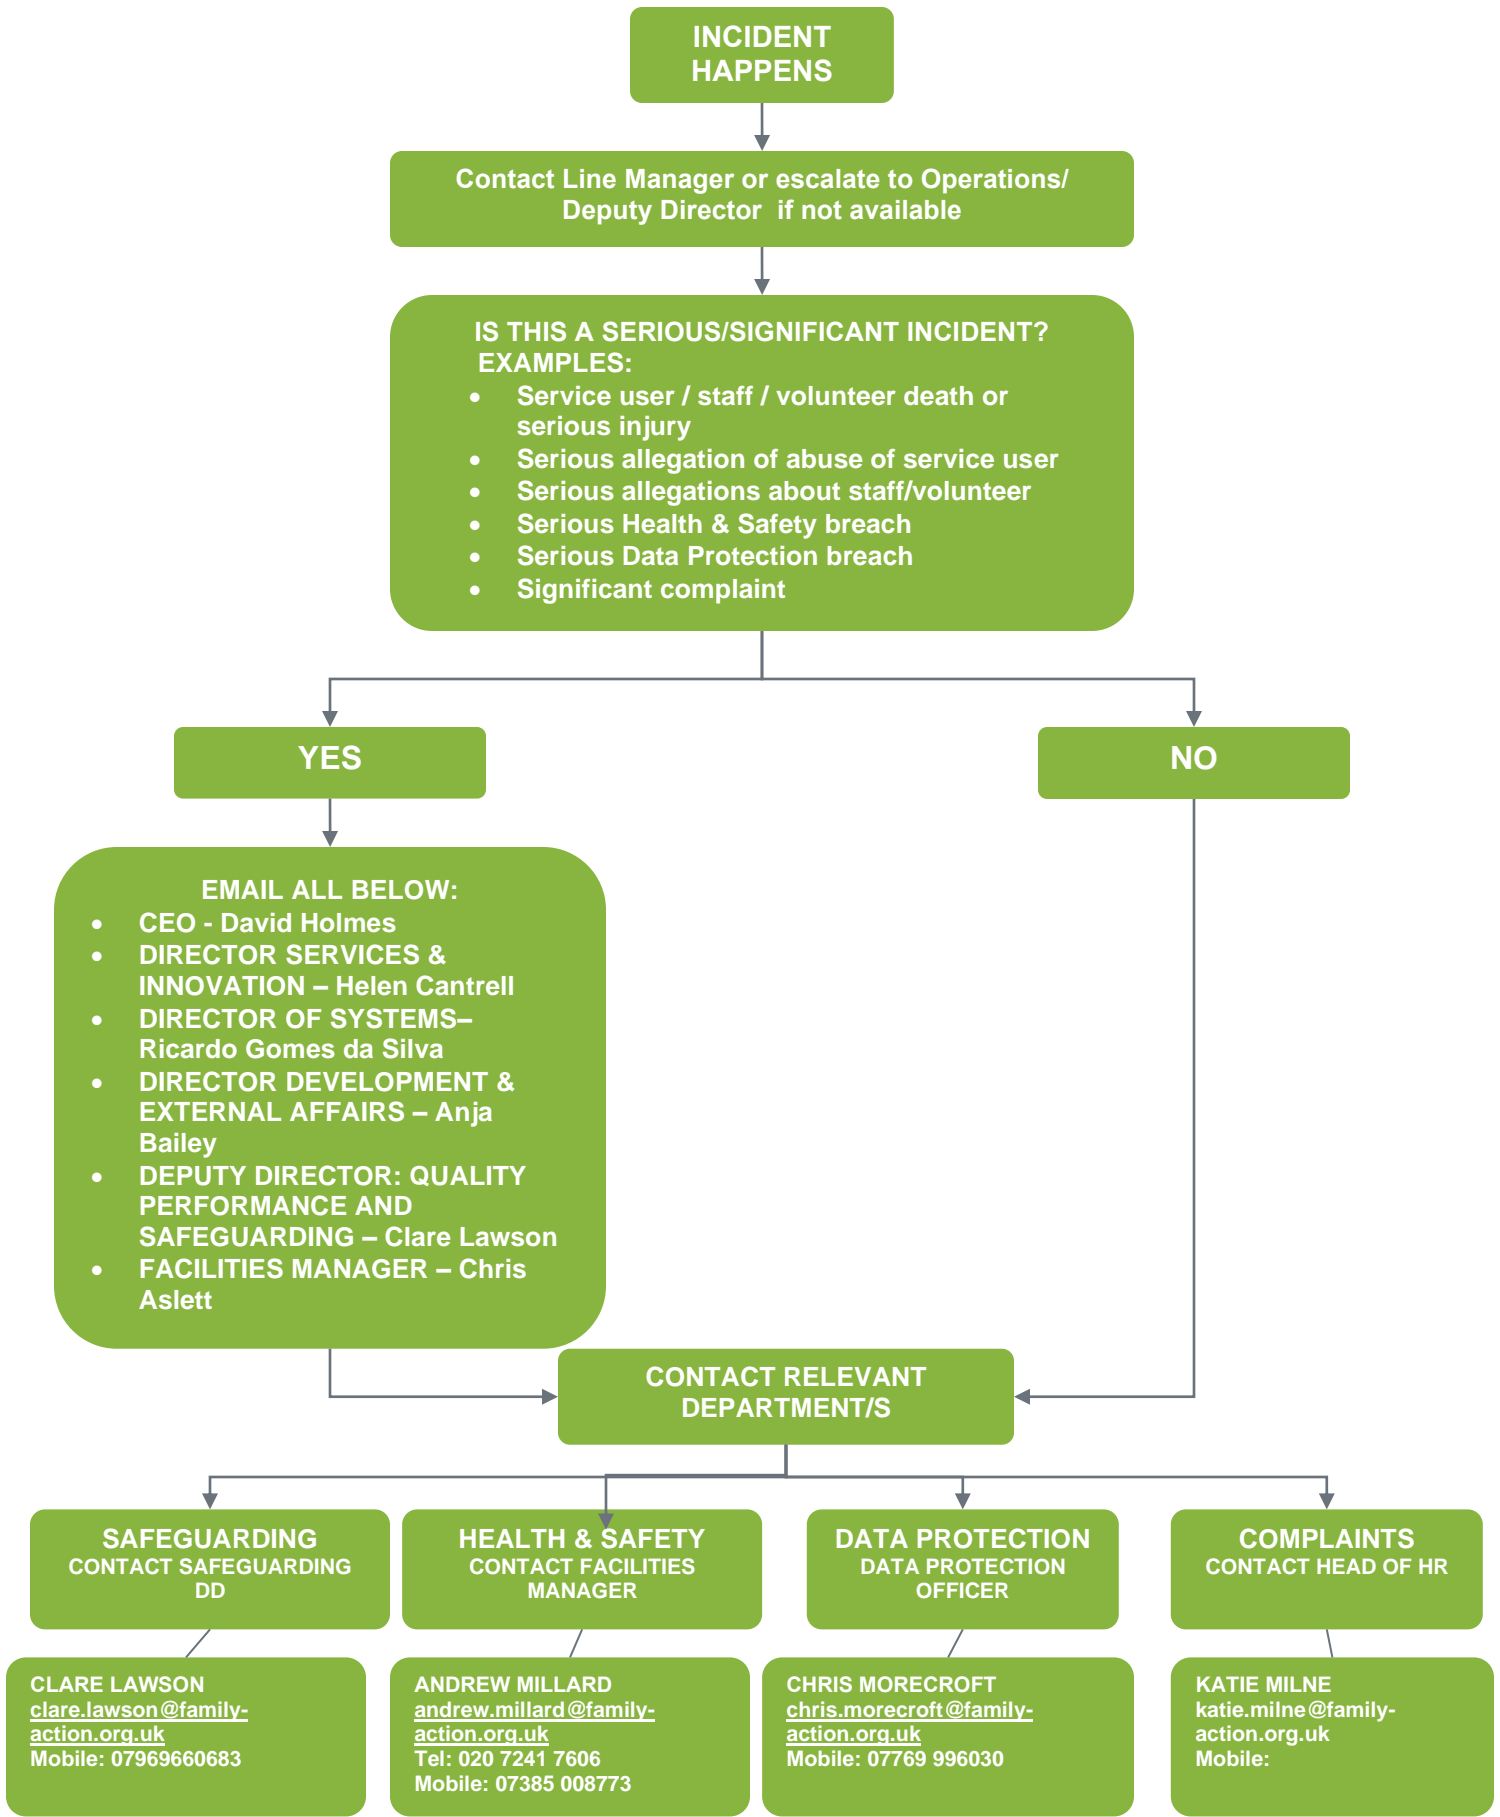 INCIDENT
HAPPENS
Contact Line Manager or escalate to Operations/
Deputy Director  if not available
IS THIS A SERIOUS/SIGNIFICANT INCIDENT?
EXAMPLES:
• Service user / staff / volunteer death or
serious injury
• Serious allegation of abuse of service user
• Serious allegations about staff/volunteer
• Serious Health & Safety breach
• Serious Data Protection breach
• Significant complaint
YES
NO
EMAIL ALL BELOW:
• CEO - David Holmes
• DIRECTOR SERVICES &
INNOVATION – Helen Cantrell
• DIRECTOR OF SYSTEMS–
Ricardo Gomes da Silva
• DIRECTOR DEVELOPMENT &
EXTERNAL AFFAIRS – Anja
Bailey
• DEPUTY DIRECTOR: QUALITY
PERFORMANCE AND
SAFEGUARDING – Clare Lawson
• FACILITIES MANAGER – Chris
Aslett
CONTACT RELEVANT
DEPARTMENT/S
SAFEGUARDING
CONTACT SAFEGUARDING
DD
HEALTH & SAFETY
CONTACT FACILITIES
MANAGER
DATA PROTECTION
DATA PROTECTION
OFFICER
COMPLAINTS
CONTACT HEAD OF HR
CLARE LAWSON
clare.lawson@family-
action.org.uk
Mobile: 07969660683
ANDREW MILLARD
andrew.millard@family-
action.org.uk
Tel: 020 7241 7606
Mobile: 07385 008773
CHRIS MORECROFT
chris.morecroft@family-
action.org.uk
Mobile: 07769 996030
KATIE MILNE
katie.milne@family-
action.org.uk
Mobile: